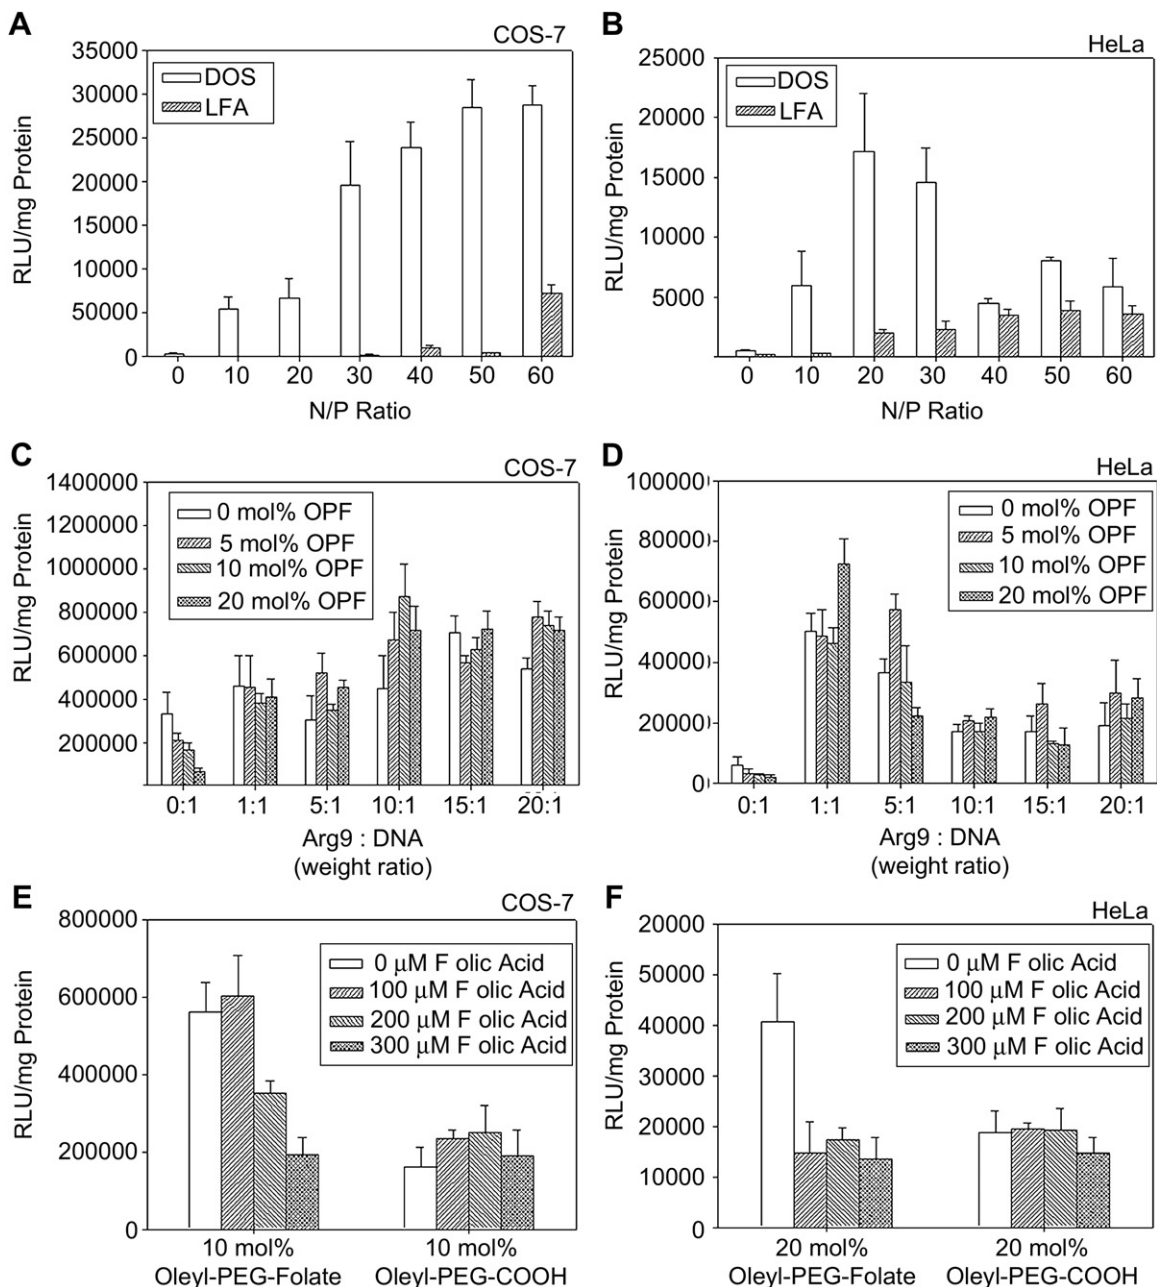 A
COS-7
RLU/mg Protein
35000
30000
25000
20000
15000
10000
50000
0
DOS
LFA
0 10 20 30 40 50 60
N/P Ratio
B
HeLa
RLU/mg Protein
25000
20000
15000
10000
5000
0
DOS
LFA
0 10 20 30 40 50 60
N/P Ratio
C
COS-7
RLU/mg Protein
1400000
1200000
1000000
800000
600000
400000
200000
0 mol% OPF
5 mol% OPF
10 mol% OPF
20 mol% OPF
0:1 1:1 5:1 10:1 15:1 20:1
Arg9 : DNA
(weight ratio)
D
HeLa
RLU/mg Protein
100000
80000
60000
40000
20000
0
0 mol% OPF
5 mol% OPF
10 mol% OPF
20 mol% OPF
0:1 1:1 5:1 10:1 15:1 20:1
Arg9 : DNA
(weight ratio)
E
COS-7
RLU/mg Protein
800000
600000
400000
200000
0
0 μM F olic Acid
100 μM F olic Acid
200 μM F olic Acid
300 μM F olic Acid
10 mol% 10 mol%
Oleyl-PEG-Folate Oleyl-PEG-COOH
F
HeLa
RLU/mg Protein
20000
50000
40000
30000
20000
10000
0
0 μM F olic Acid
100 μM F olic Acid
200 μM F olic Acid
300 μM F olic Acid
20 mol% 20 mol%
Oleyl-PEG-Folate Oleyl-PEG-COOH